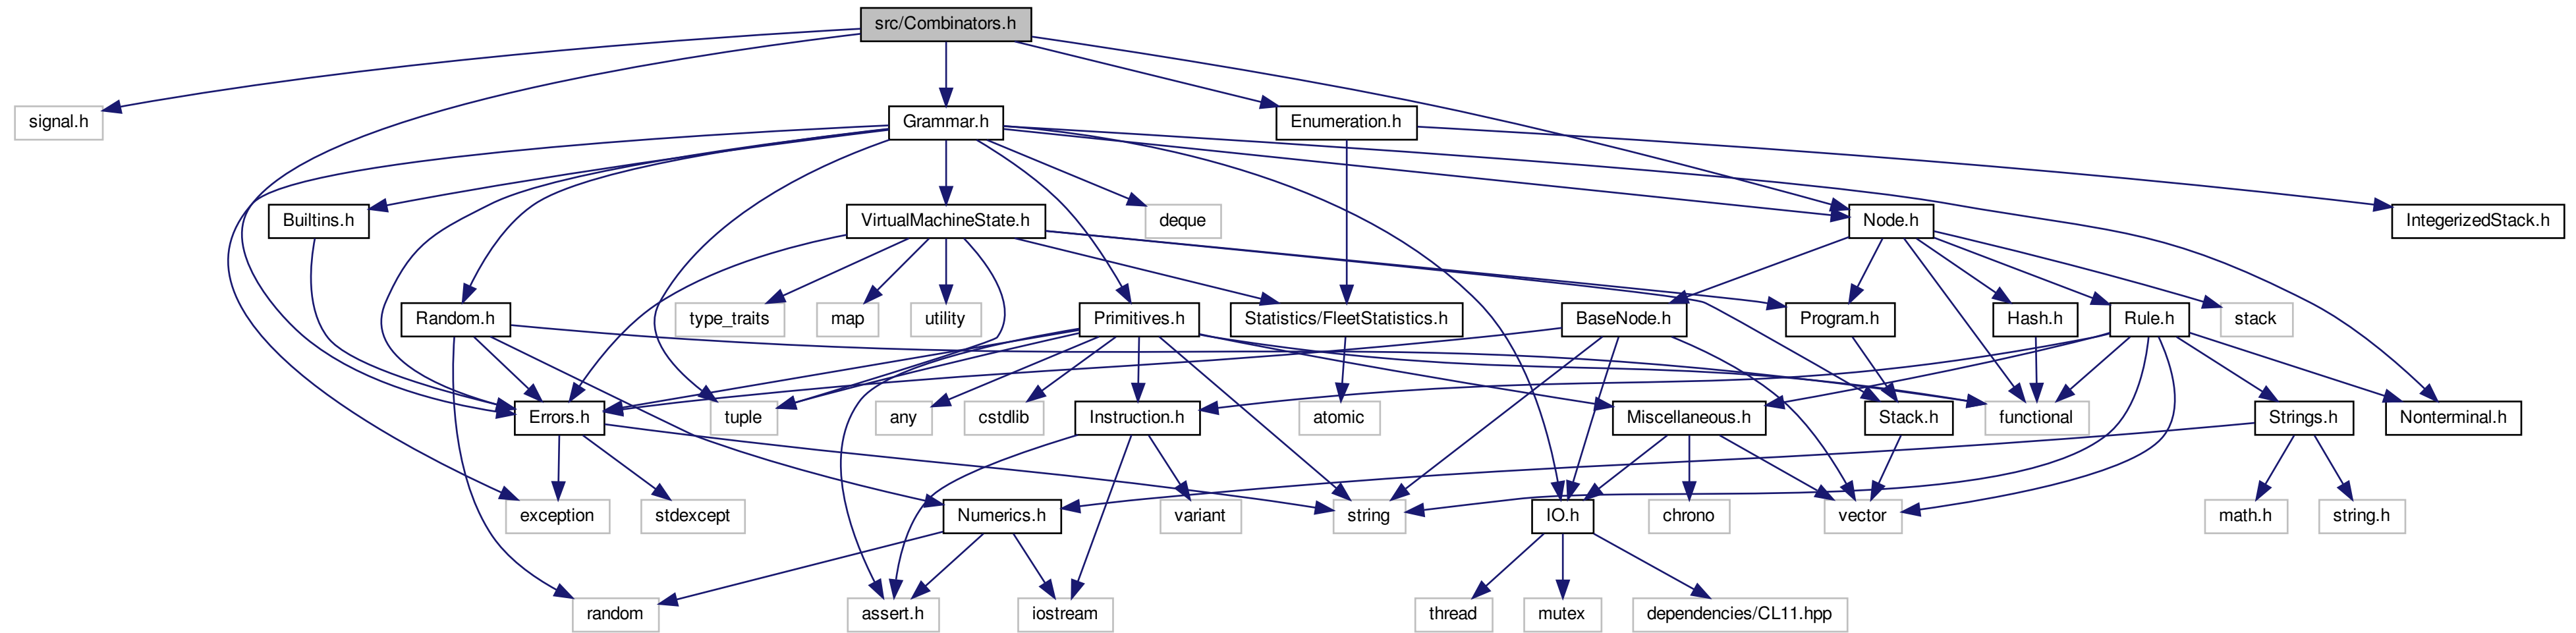 src/Combinators.h
signal.h
Grammar.h
Enumeration.h
Builtins.h
VirtualMachineState.h
deque
Node.h
IntegerizedStack.h
Random.h
type_traits
map
utility
Primitives.h
Statistics/FleetStatistics.h
BaseNode.h
Program.h
Hash.h
Rule.h
stack
Errors.h
tuple
any
cstdlib
Instruction.h
atomic
Miscellaneous.h
Stack.h
functional
Strings.h
Nonterminal.h
exception
stdexcept
Numerics.h
variant
string
IO.h
chrono
vector
math.h
string.h
random
assert.h
iostream
thread
mutex
dependencies/CL11.hpp